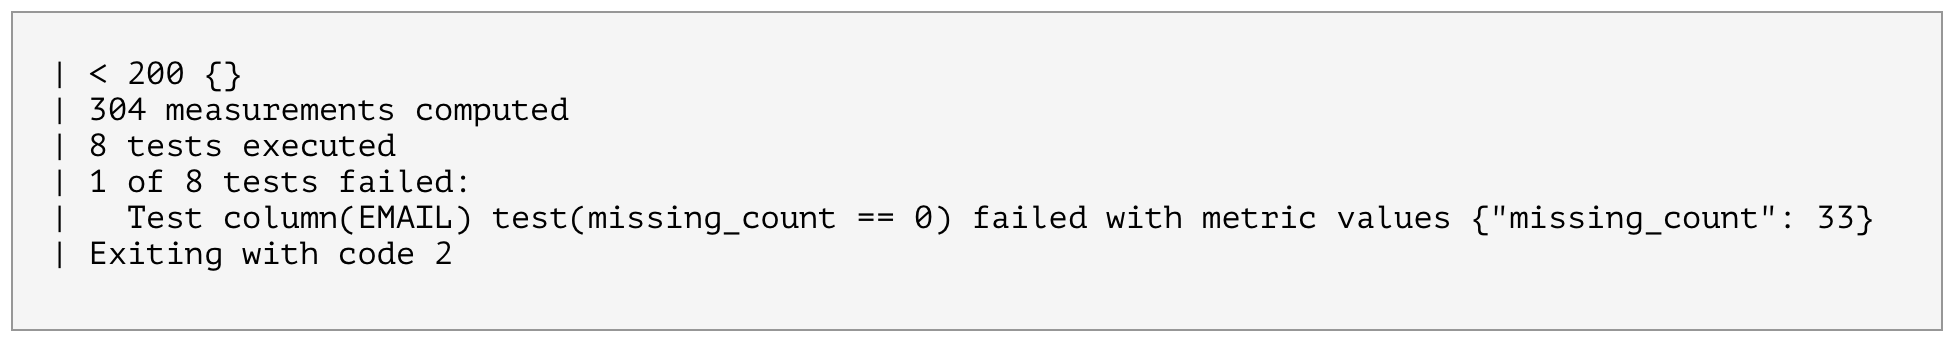 | < 200 {}
| 304 measurements computed
| 8 tests executed
| 1 of 8 tests failed:
|   Test column(EMAIL) test(missing_count == 0) failed with metric values {"missing_count": 33}
| Exiting with code 2